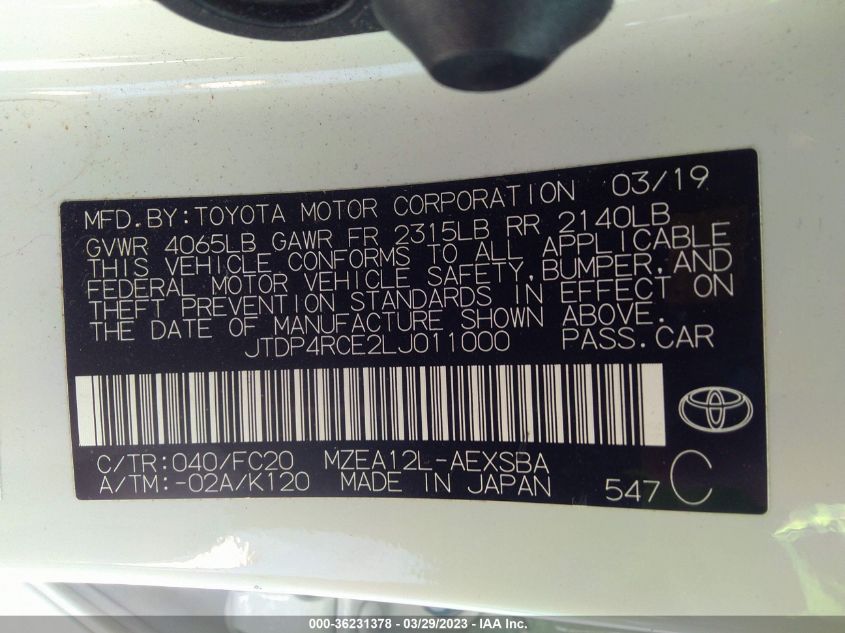 MFD.BY:TOYOTA MOTOR CORPORATION 03/19
GVWR 4065LB GAWR FR 2315LB RR 2140LB
THIS VEHICLE CONFORMS TO ALL APPLICABLE
FEDERAL MOTOR VEHICLE SAFETY,BUMPER,AND
THEFT PREVENTION STANDARDS IN EFFECT ON
THE DATE OF MANUFACTURE SHOWN ABOVE.
JTDP4RCE2LJ011000 PASS.CAR
C/TR:040/FC20 MZEA12L-AEXSBA
A/TM:-02A/K120 MADE IN JAPAN 547 C
000-36231378 / 03/29/2023 - IAA Inc.